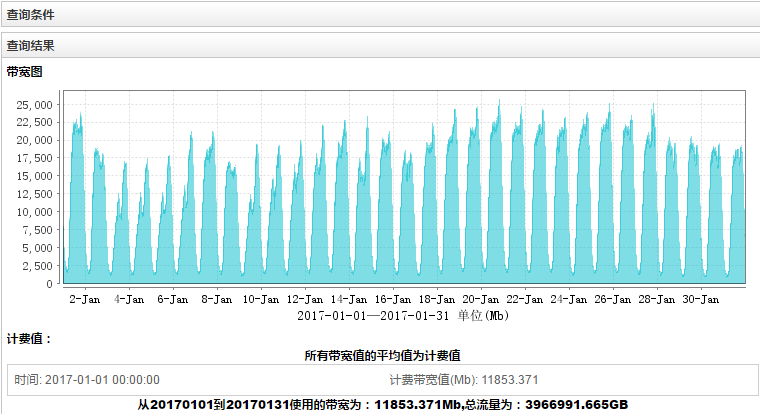 查询条件
查询结果
带宽图
25,000
22,500
20,000
17,500
15,000
12,500
10,000
7,500
5,000
2,500
0
2-Jan 4-Jan 6-Jan 8-Jan 10-Jan 12-Jan 14-Jan 16-Jan 18-Jan 20-Jan 22-Jan 24-Jan 26-Jan 28-Jan 30-Jan
2017-01-01—2017-01-31 单位(Mb)
计费值：
所有带宽值的平均值为计费值
时间: 2017-01-01 00:00:00 计费带宽值(Mb): 11853.371
从20170101到20170131使用的带宽为：11853.371Mb,总流量为：3966991.665GB